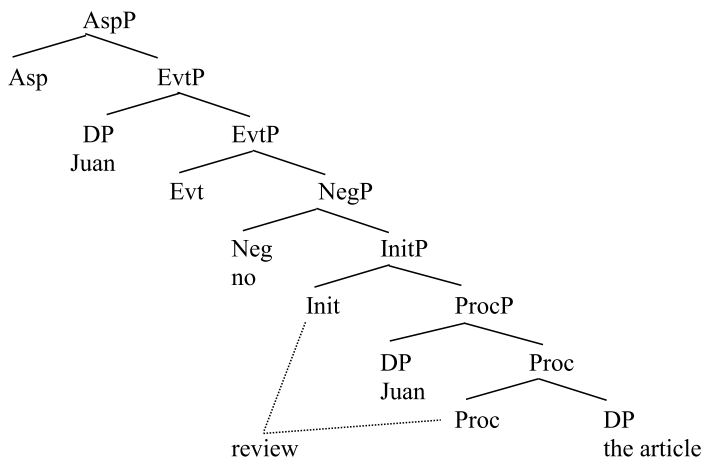 AspP
Asp EvtP
DP EvtP
Juan
Evt NegP
Neg InitP
no
Init ProcP
DP Proc
Juan
Proc DP
review the article